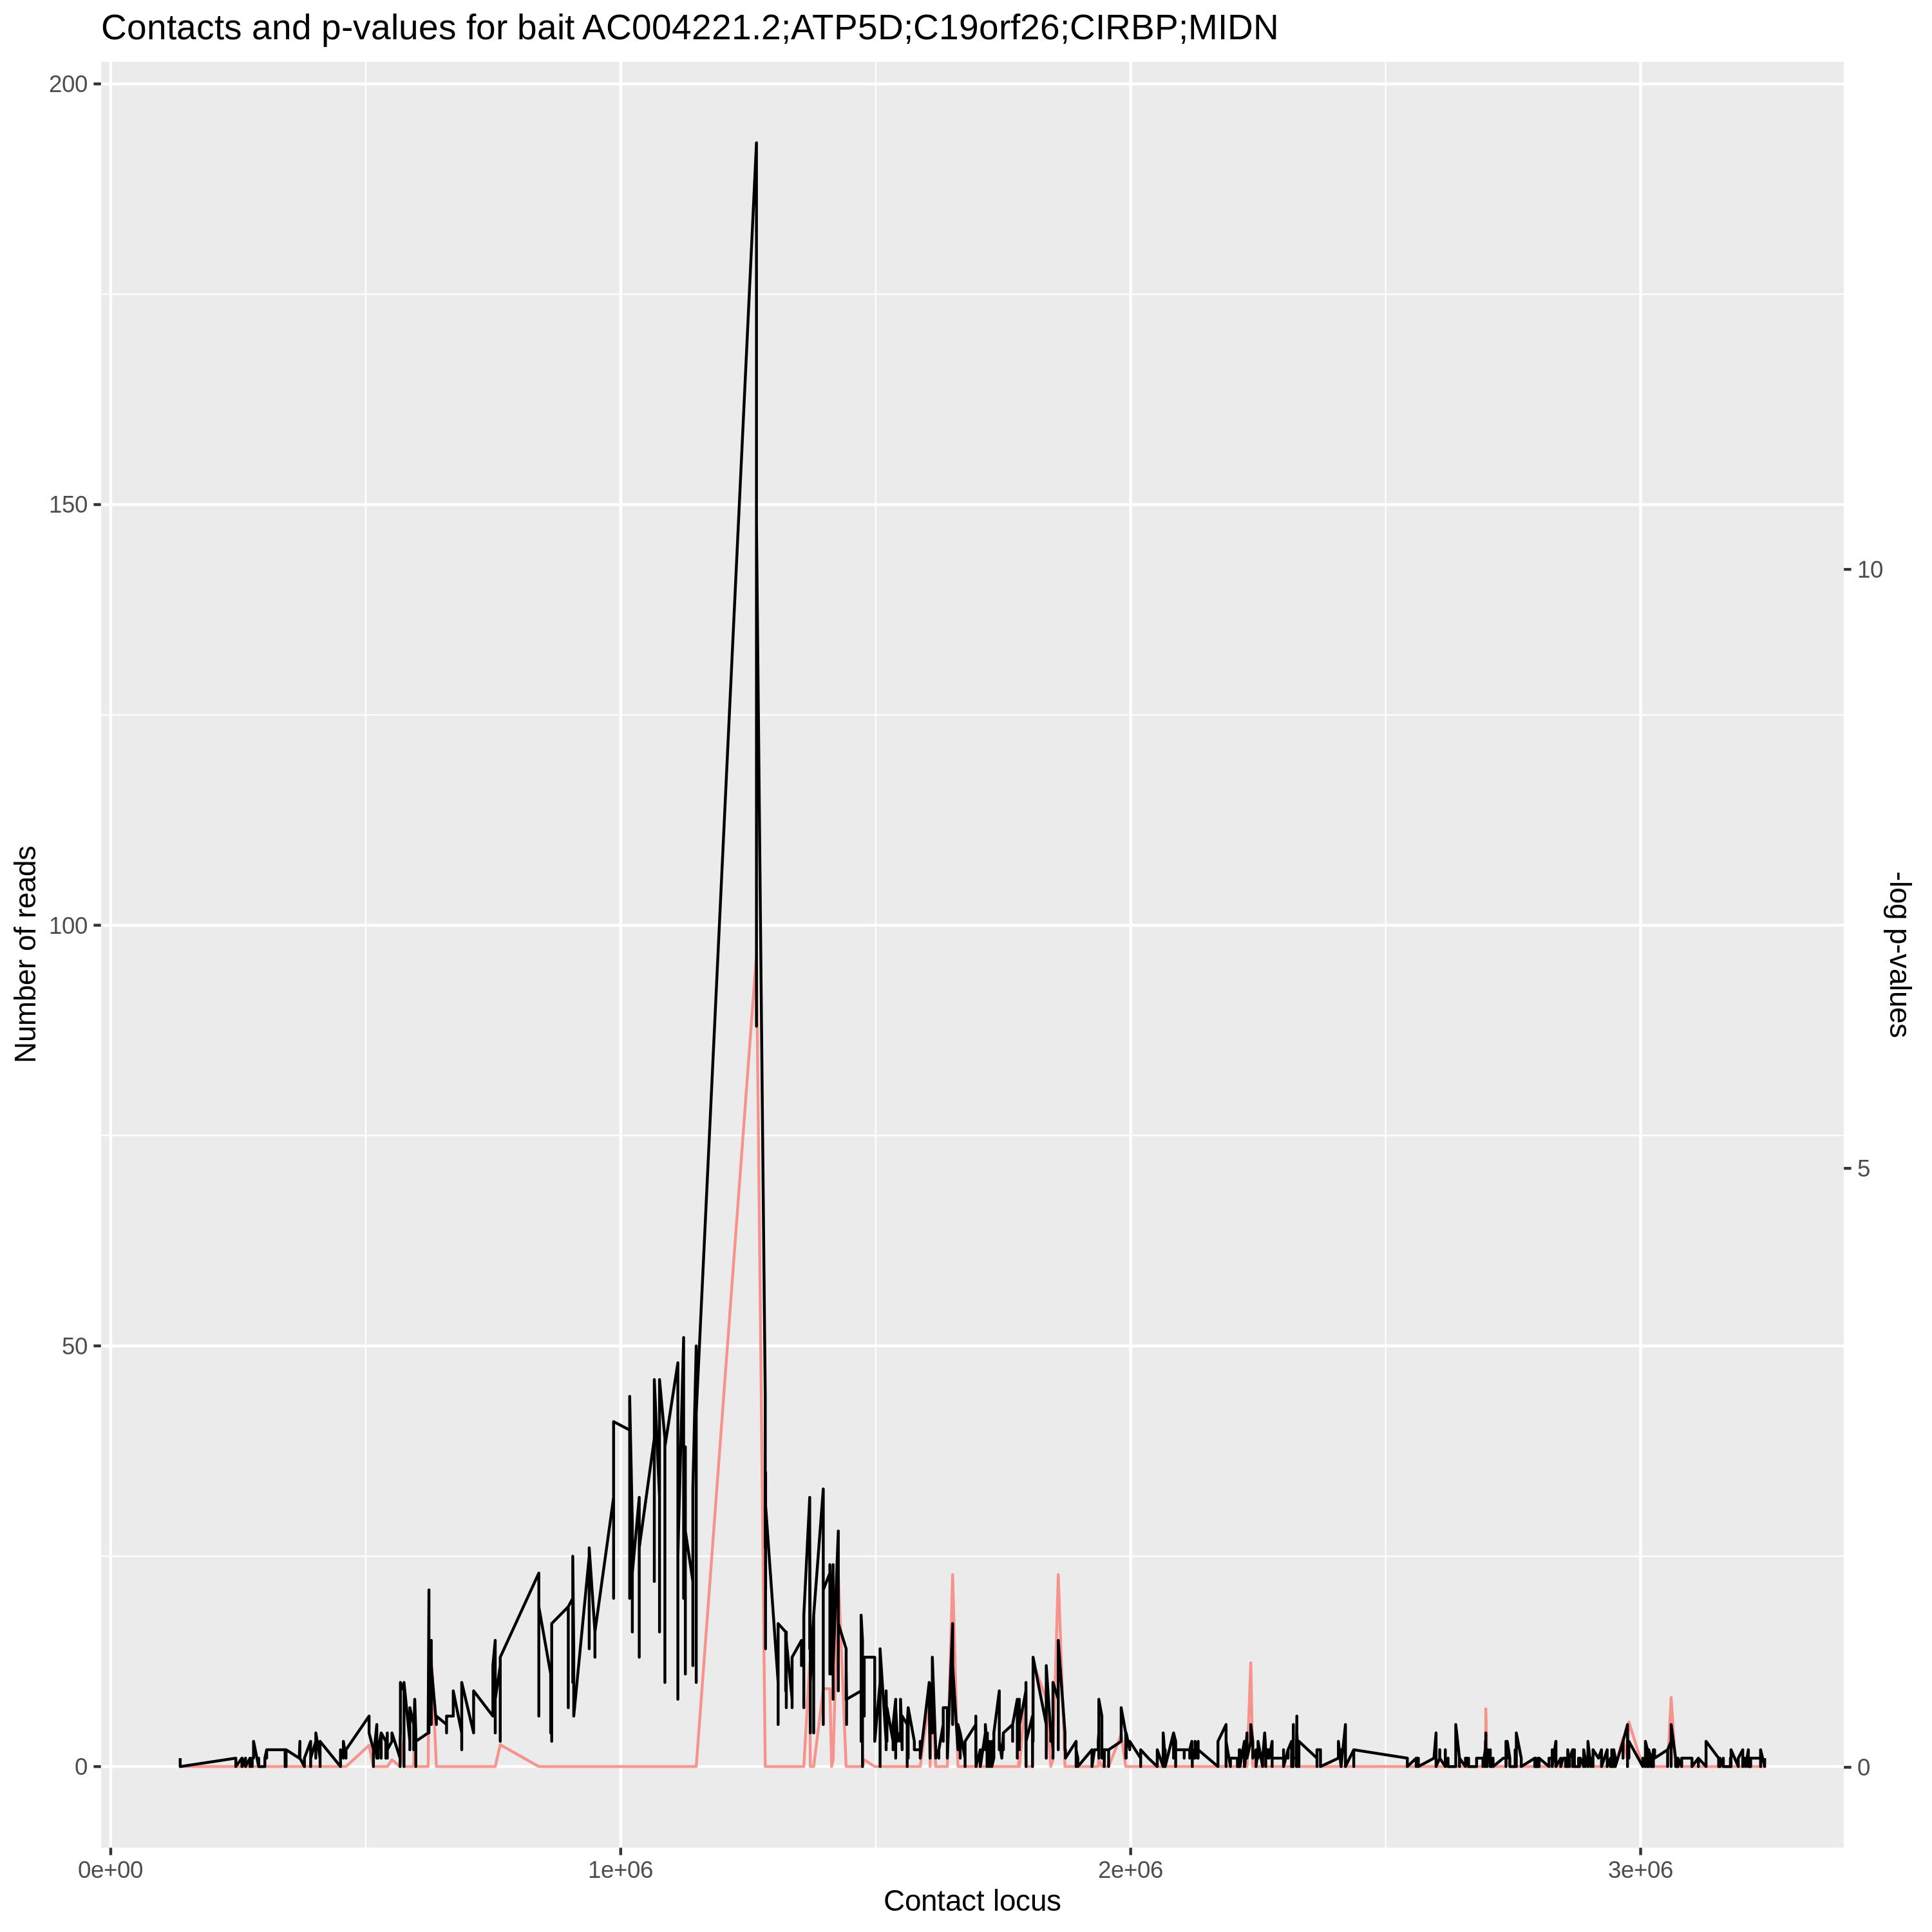 Contacts and p-values for bait AC004221.2;ATP5D;C19orf26;CIRBP;MIDN
200
150
100
50
0
Number of reads
10
5
0
-log p-values
0e+00
1e+06
2e+06
3e+06
Contact locus